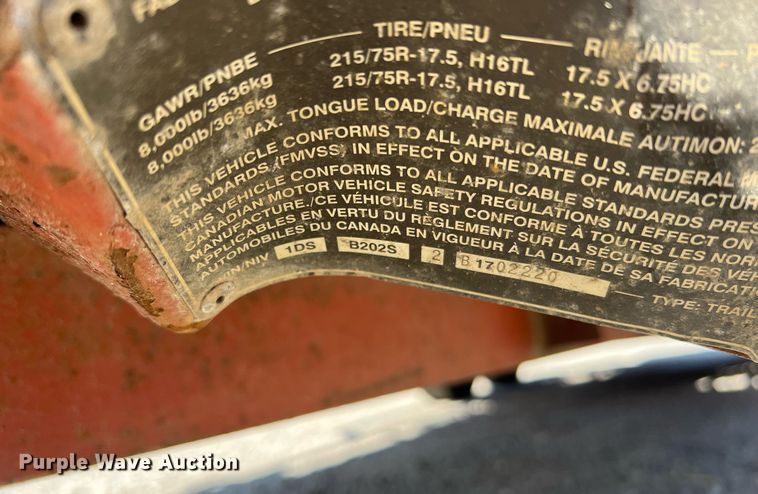 TIRE/PNEU
GAWR/PNBE 215/75R-17.5, H16TL 17.5 X 6.75HC
8,000lb/3636kg 215/75R-17.5, H16TL 17.5 X 6.75HC
8,000lb/3636kg
MAX. TONGUE LOAD/CHARGE MAXIMALE AUTIMON: 2
THIS VEHICLE CONFORMS TO ALL APPLICABLE U.S. FEDERAL M
STANDARDS (FMVSS) IN EFFECT ON THE DATE OF MANUFACTUR
THIS VEHICLE CONFORMS TO ALL APPLICABLE STANDARDS PRES
CANADIAN MOTOR VEHICLE SAFETY REGULATIONS IN EFFECT ON
MANUFACTURE./CE VÉHICULE EST CONFORME À TOUTES LES NOR
APPLICABLES EN VERTU DU RÈGLEMENT SUR LA SÉCURITÉ DES VÉH
AUTOMOBILES DU CANADA EN VIGUEUR À LA DATE DE SA FABRICATI
VIN/NIV 1DS B202S 2 B 1702220
TYPE: TRAIL
Purple Wave Auction